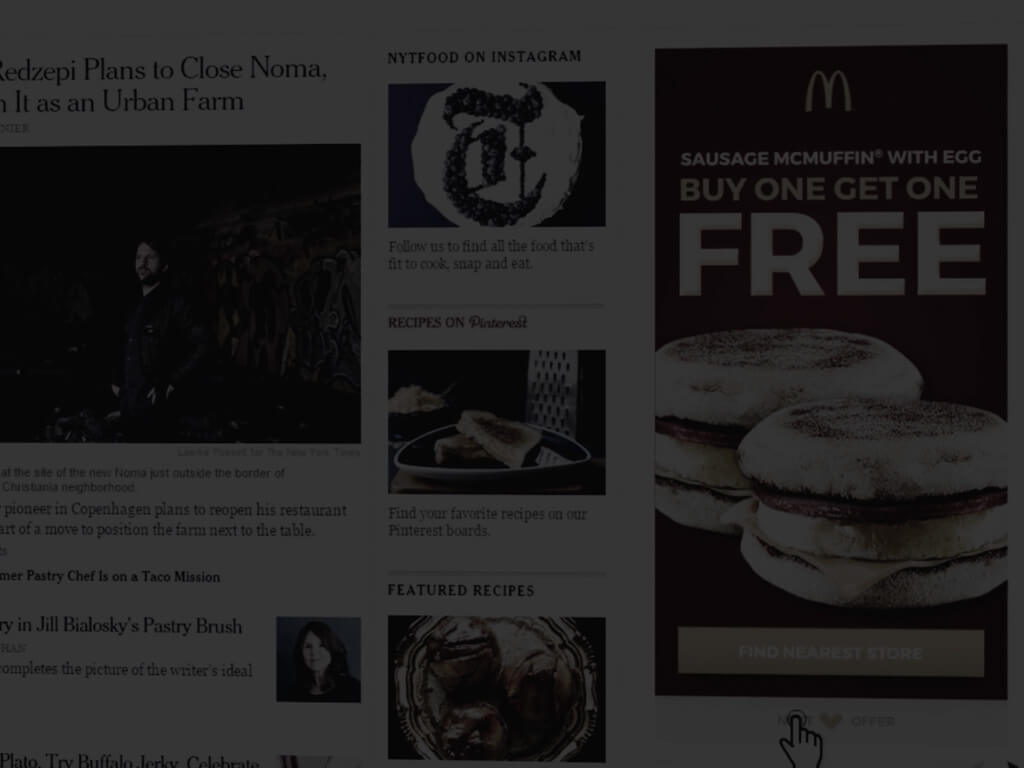 Redzepi Plans to Close Noma,
It as an Urban Farm
Laerke Posselt for The New York Times
at the site of the new Noma just outside the border of
Christiania neighborhood.
pioneer in Copenhagen plans to reopen his restaurant
art of a move to position the farm next to the table.
mer Pastry Chef Is on a Taco Mission
ry in Jill Bialosky's Pastry Brush
HAN
completes the picture of the writer's ideal
Plato. Try Buffalo Jerky. Celebrate
NYTFOOD ON INSTAGRAM
Follow us to find all the food that's
fit to cook, snap and eat.
RECIPES ON Pinterest
Find your favorite recipes on our
Pinterest boards.
FEATURED RECIPES
SAUSAGE MCMUFFIN® WITH EGG
BUY ONE GET ONE
FREE
FIND NEAREST STORE
OFFER